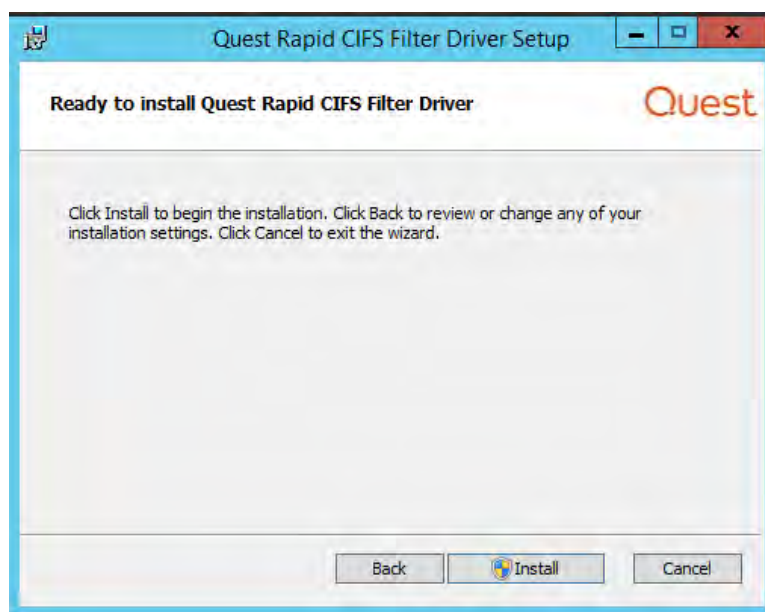 Quest Rapid CIFS Filter Driver Setup
Ready to install Quest Rapid CIFS Filter Driver
Quest
Click Install to begin the installation. Click Back to review or change any of your
installation settings. Click Cancel to exit the wizard.
Back
Install
Cancel